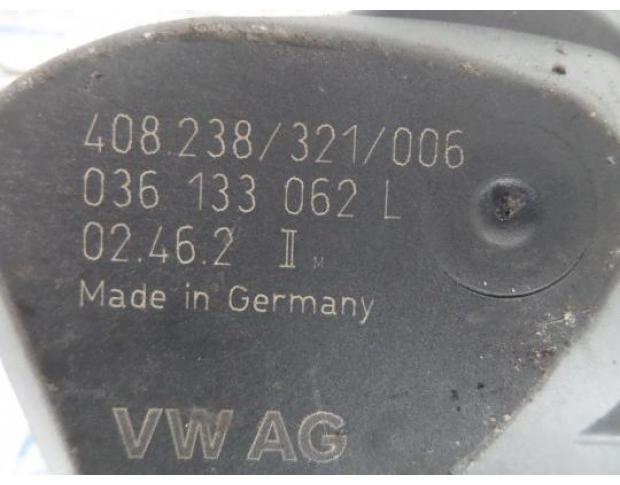 408.238/321/006
036 133 062 L
02.46.2 II M
Made in Germany
VW AG